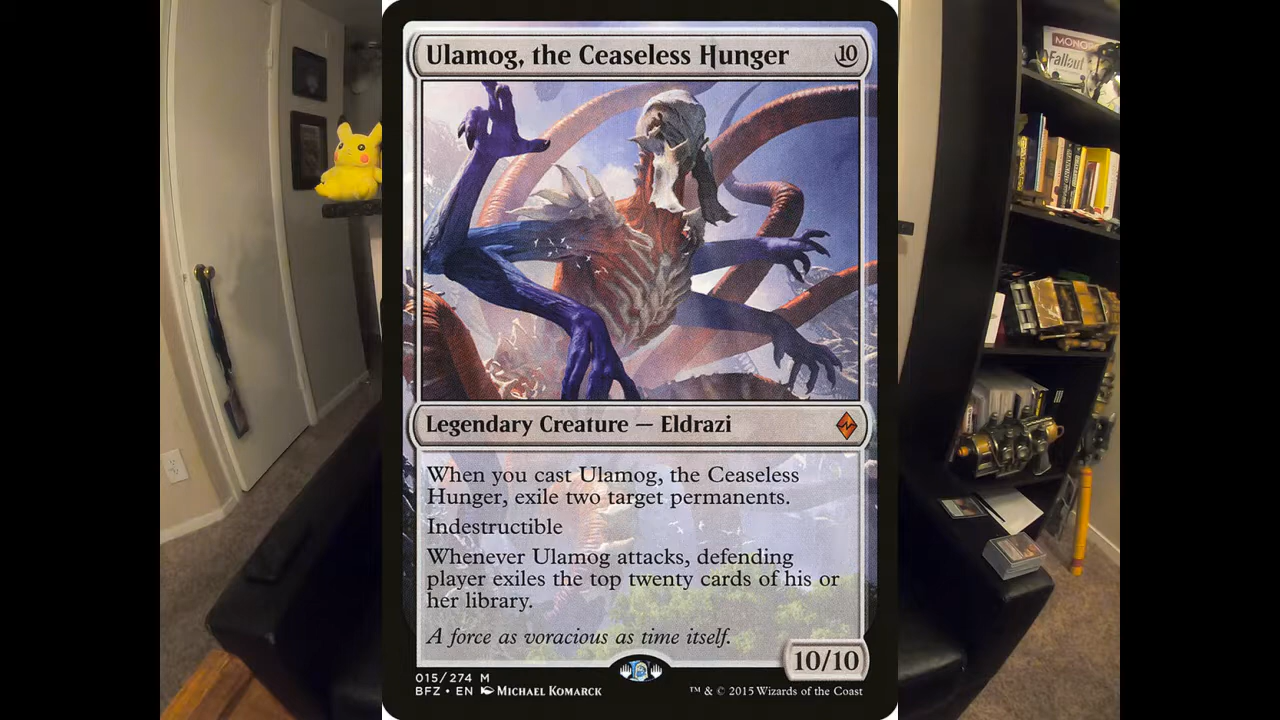 Ulamog, the Ceaseless Hunger 10
MONOP
Fallout
Legendary Creature — Eldrazi
When you cast Ulamog, the Ceaseless
Hunger, exile two target permanents.
Indestructible
Whenever Ulamog attacks, defending
player exiles the top twenty cards of his or
her library.
A force as voracious as time itself.
10/10
015/274 M
BFZ • EN MICHAEL KOMARCK
™ & © 2015 Wizards of the Coast